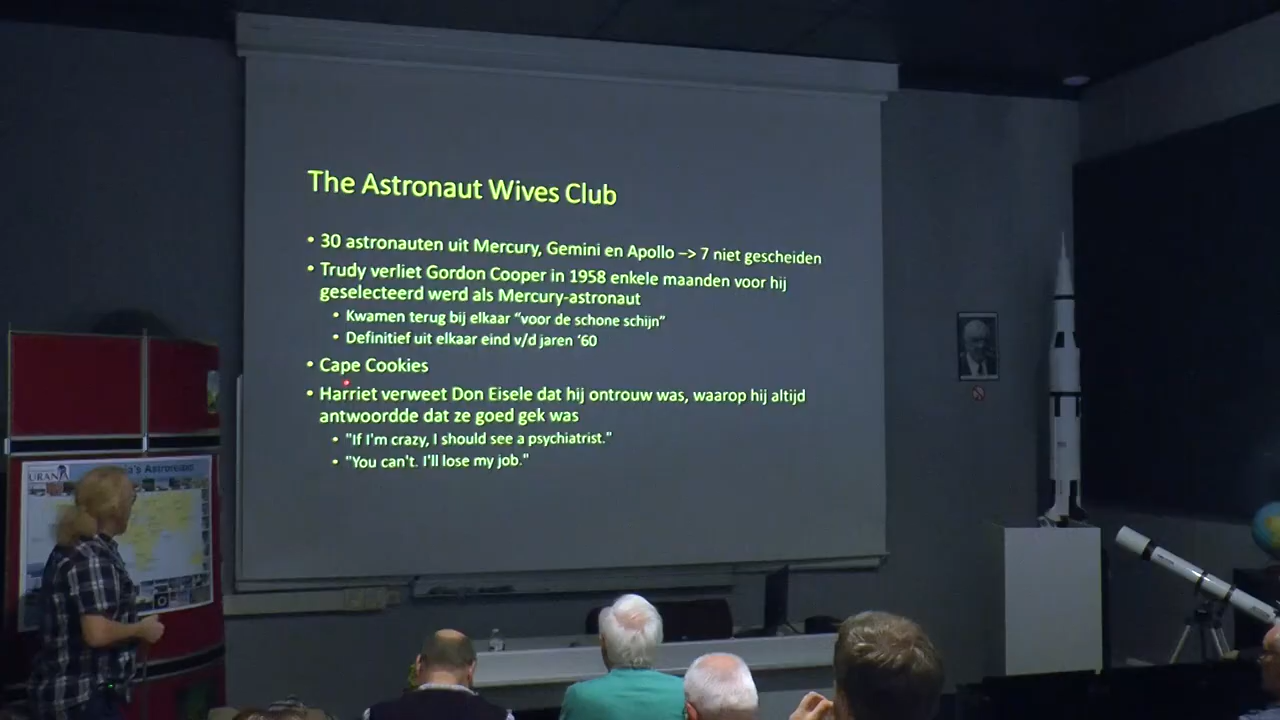 The Astronaut Wives Club
• 30 astronauten uit Mercury, Gemini en Apollo –> 7 niet gescheiden
• Trudy verliet Gordon Cooper in 1958 enkele maanden voor hij
geselecteerd werd als Mercury-astronaut
• Kwamen terug bij elkaar “voor de schone schijn”
• Definitief uit elkaar eind v/d jaren ‘60
• Cape Cookies
• Harriet verweet Don Eisele dat hij ontrouw was, waarop hij altijd
antwoordde dat ze goed gek was
• "If I'm crazy, I should see a psychiatrist."
• "You can't. I'll lose my job."
URANIA